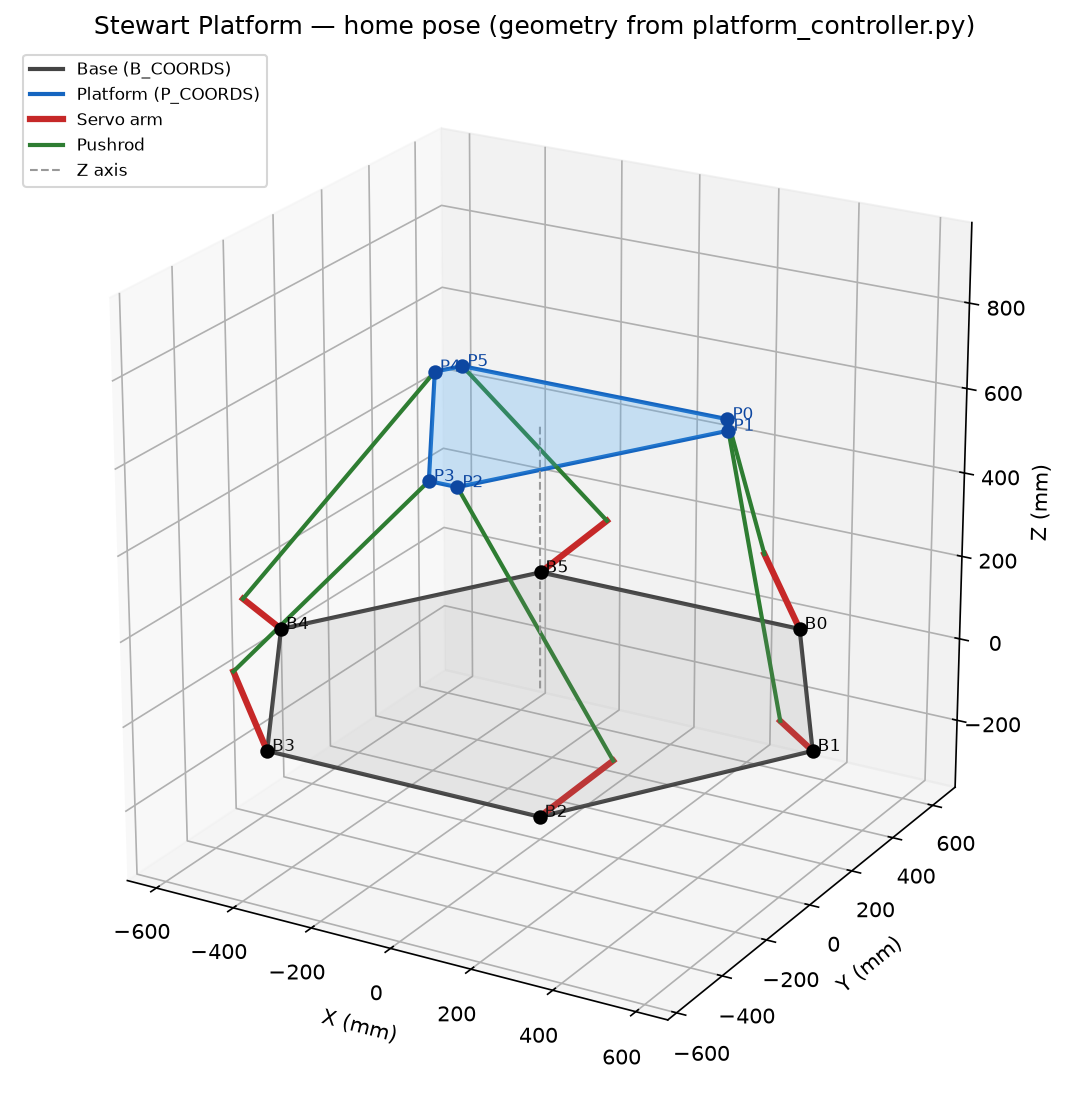 Stewart Platform — home pose (geometry from platform_controller.py)
Base (B_COORDS)
Platform (P_COORDS)
Servo arm
Pushrod
Z axis
800
600
400
200
0
−200
Z (mm)
P4
P5
P0
P1
P3
P2
B5
B4
B0
B3
B1
B2
−600
−400
−200
0
200
400
600
X (mm)
−600
−400
−200
0
200
400
600
Y (mm)